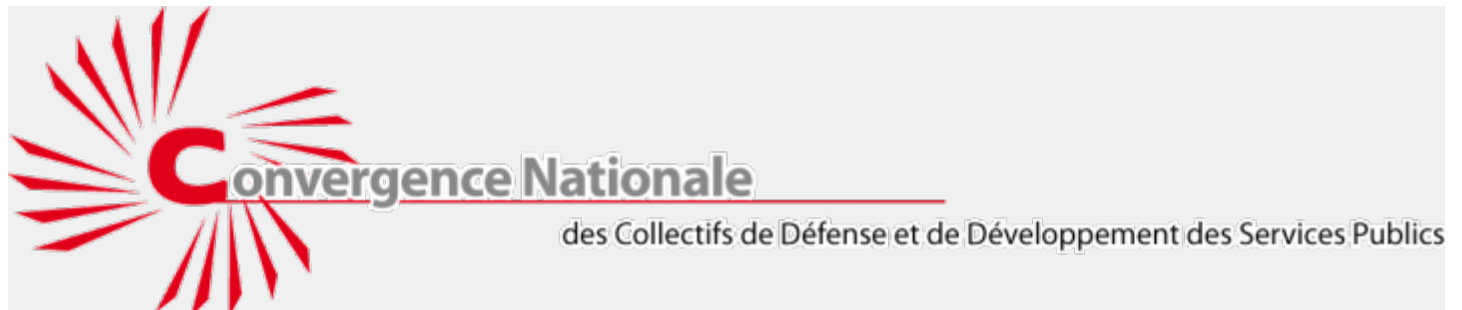 Convergence Nationale
des Collectifs de Défense et de Développement des Services Publics